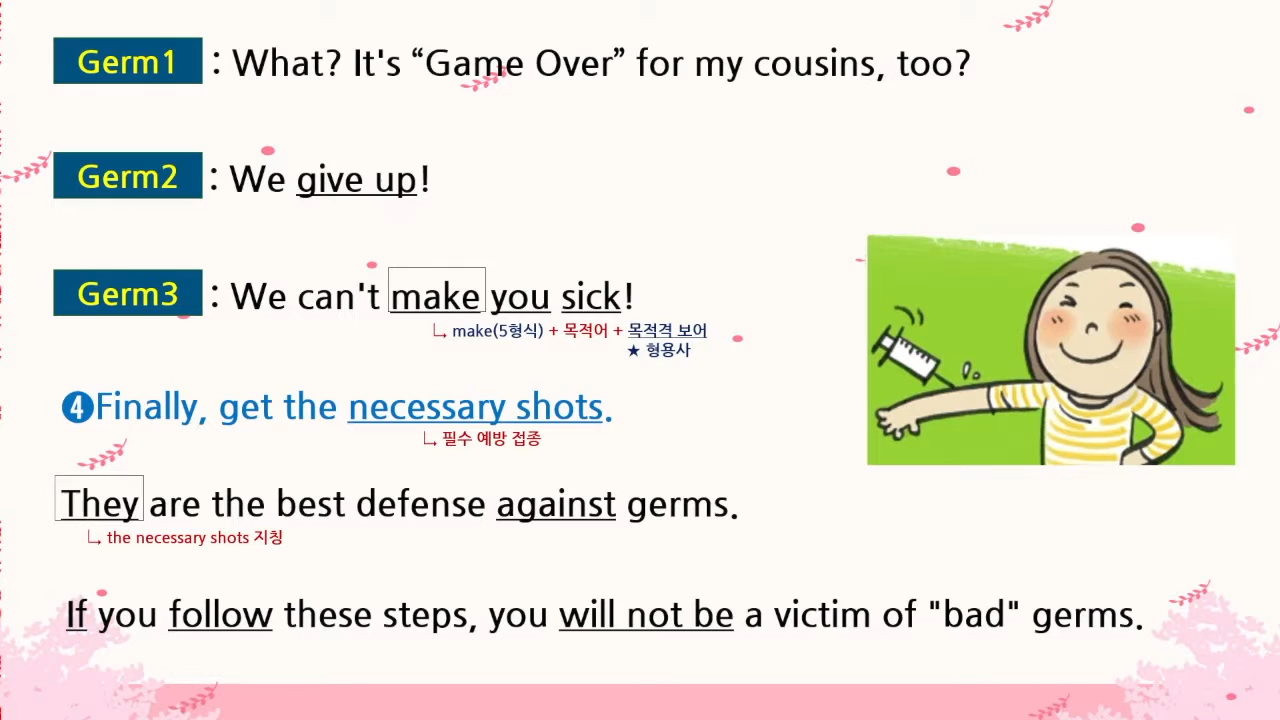 Germ1 : What? It's “Game Over” for my cousins, too?
Germ2 : We give up!
Germ3 : We can't make you sick!
make(5형식) + 목적어 + 목적격 보어
★ 형용사
❹Finally, get the necessary shots.
필수 예방 접종
They are the best defense against germs.
the necessary shots 지칭
If you follow these steps, you will not be a victim of "bad" germs.